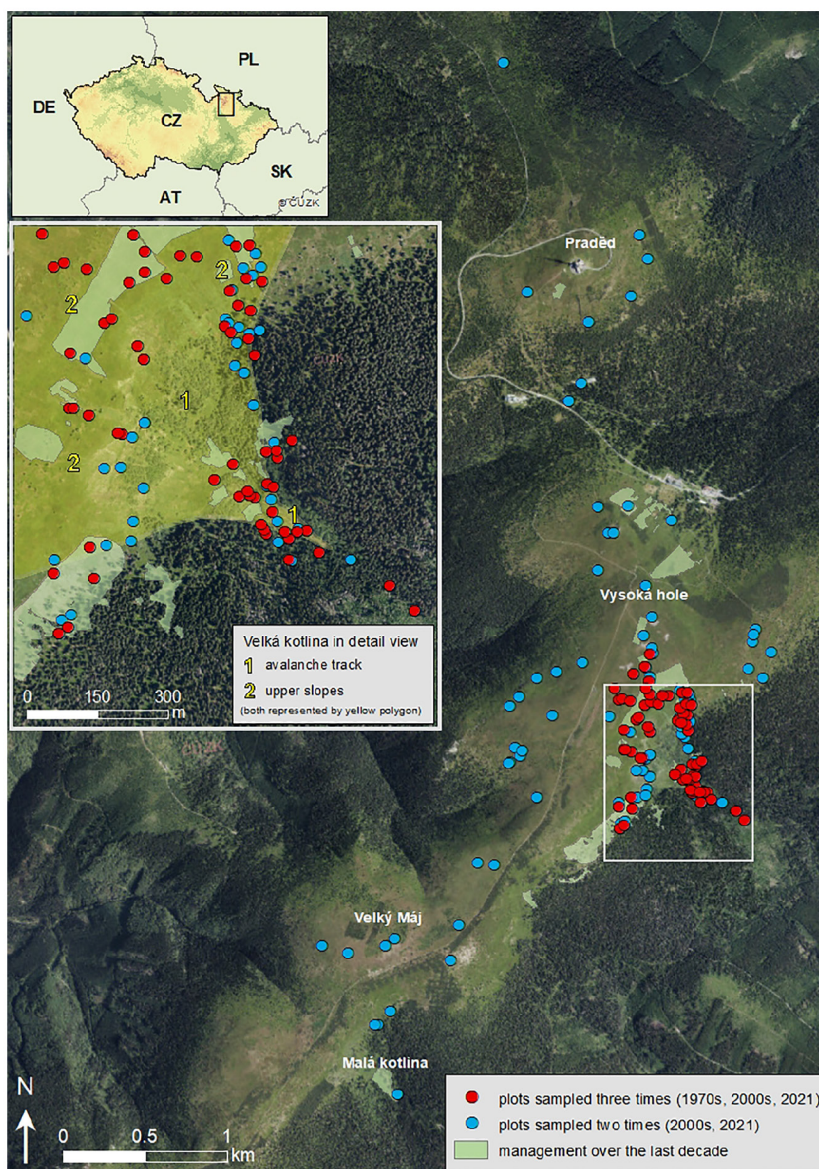 PL
DE
CZ
SK
AT
© ČÚZK
Praděd
2
2
1
2
1
Velká kotlina in detail view
1 avalanche track
2 upper slopes
(both represented by yellow polygon)
0 150 300
m
Vysoká hole
Velký Máj
Malá kotlina
N
0 0.5 1
km
plots sampled three times (1970s, 2000s, 2021)
plots sampled two times (2000s, 2021)
management over the last decade